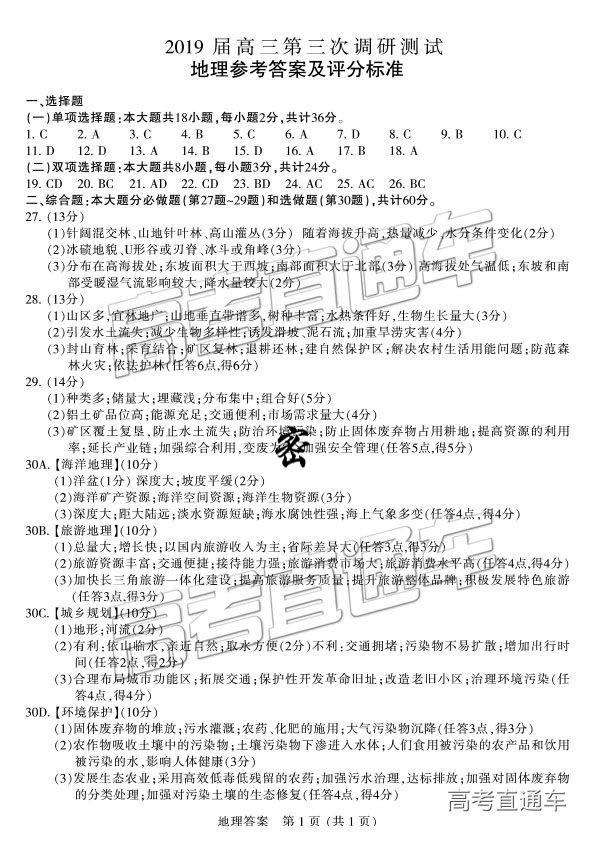 2019 届高三第三次调研测试
地理参考答案及评分标准
一、选择题
(一)单项选择题:本大题共18小题,每小题2分,共计36分。
1. C 2. A 3. C 4. B 5. C 6. A 7. D 8. C 9. B 10. C
11. D 12. D 13. A 14. B 15. A 16. A 17. B 18. A
(二)双项选择题:本大题共8小题,每小题3分,共计24分。
19. CD 20. BC 21. AD 22. CD 23. BD 24. AC 25. AC 26. BC
二、综合题:本大题分必做题(第27题~29题)和选做题(第30题),共计60分。
27. (13分)
(1)针阔混交林、山地针叶林、高山灌丛(3分) 随着海拔升高,热量减少,水分条件变化(2分)
(2)冰碛地貌、U形谷或刃脊、冰斗或角峰(3分)
(3)分布在高海拔处;东坡面积大于西坡;南部面积大于北部(3分) 高海拔处气温低;东坡和南
部受暖湿气流影响较大,降水量较大(2分)
28. (13分)
(1)山区多,宜林地广;山地垂直带谱多,树种丰富;水热条件好,生物生长量大(3分)
(2)引发水土流失;减少生物多样性;诱发滑坡、泥石流;加重旱涝灾害(4分)
(3)封山育林;采育结合;矿区复林;退耕还林;建自然保护区;解决农村生活用能问题;防范森
林火灾;依法护林(任答6点,得6分)
29. (14分)
(1)种类多;储量大;埋藏浅;分布集中;组合好(5分)
(2)铝土矿品位高;能源充足;交通便利;市场需求量大(4分)
(3)矿区覆土复垦,防止水土流失;防治环境污染;防止固体废弃物占用耕地;提高资源的利用
率;延长产业链;加强综合利用,变废为宝;加强安全管理(任答5点,得5分)
30A.【海洋地理】(10分)
(1)洋盆(1分) 深度大;坡度平缓(2分)
(2)海洋矿产资源;海洋空间资源;海洋生物资源(3分)
(3)深度大;距大陆远;淡水资源短缺;海水腐蚀性强;海上气象多变(任答4点,得4分)
30B.【旅游地理】(10分)
(1)总量大;增长快;以国内旅游收入为主;省际差异大(任答3点,得3分)
(2)旅游资源丰富;交通便捷;接待能力强;旅游消费市场大;旅游消费水平高(任答4点,得4分)
(3)加快长三角旅游一体化建设;提高旅游服务质量;提升旅游整体品牌;积极发展特色旅游
(任答3点,得3分)
30C.【城乡规划】(10分)
(1)地形;河流(2分)
(2)有利:依山临水,亲近自然;取水方便(2分)不利:交通拥堵;污染物不易扩散;增加出行时
间(任答2点,得2分)
(3)合理布局城市功能区;拓展交通;保护性开发革命旧址;改造老旧小区;治理环境污染(任
答4点,得4分)
30D.【环境保护】(10分)
(1)固体废弃物的堆放;污水灌溉;农药、化肥的施用;大气污染物沉降(任答3点,得3分)
(2)农作物吸收土壤中的污染物;土壤污染物下渗进入水体;人们食用被污染的农产品和饮用
被污染的水,影响人体健康(3分)
(3)发展生态农业;采用高效低毒低残留的农药;加强污水治理,达标排放;加强对固体废弃物
的分类处理;加强对污染土壤的生态修复(任答4点,得4分)
地理答案 第1页(共1页)
高考直通车
高考直通车
密
高考直通车